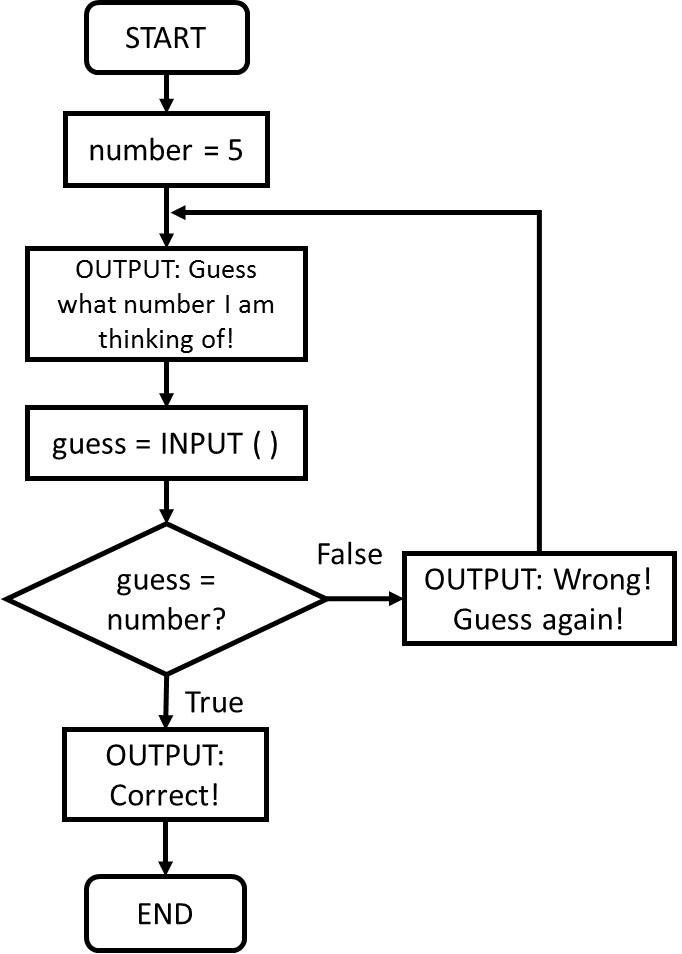 START
number = 5
OUTPUT: Guess
what number I am
thinking of!
guess = INPUT ( )
guess =
number?
False
OUTPUT: Wrong!
Guess again!
True
OUTPUT:
Correct!
END